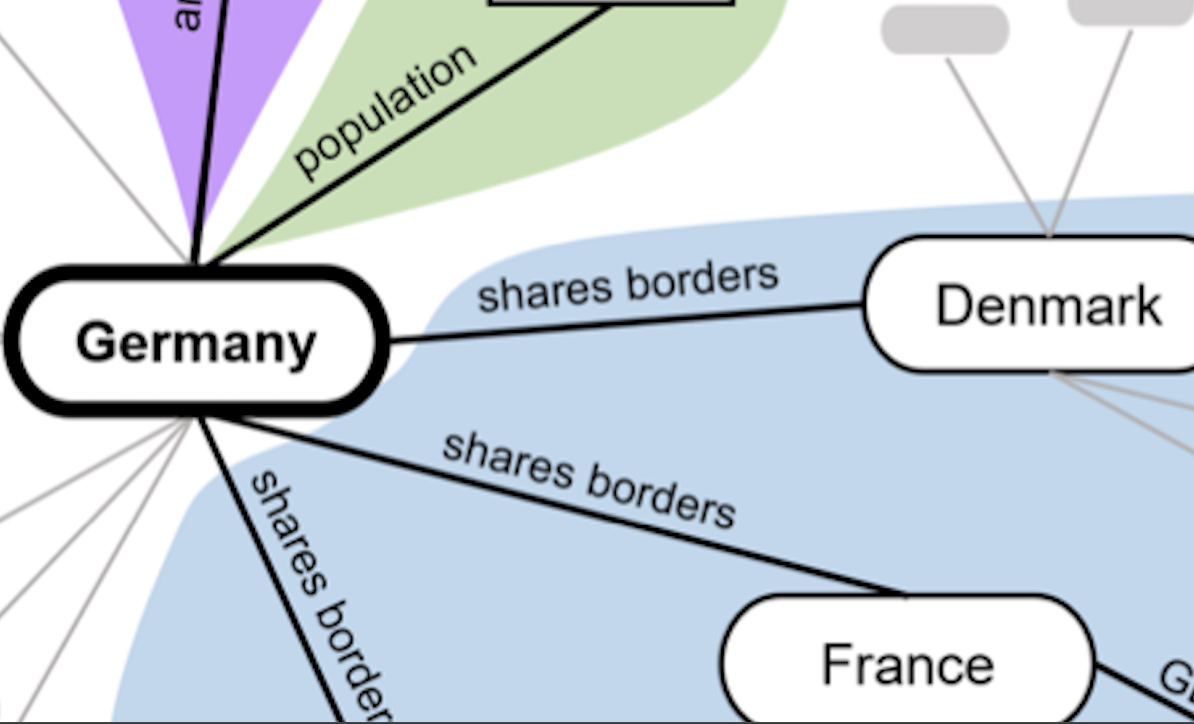 population
shares borders
Denmark
Germany
shares borders
shares border
France